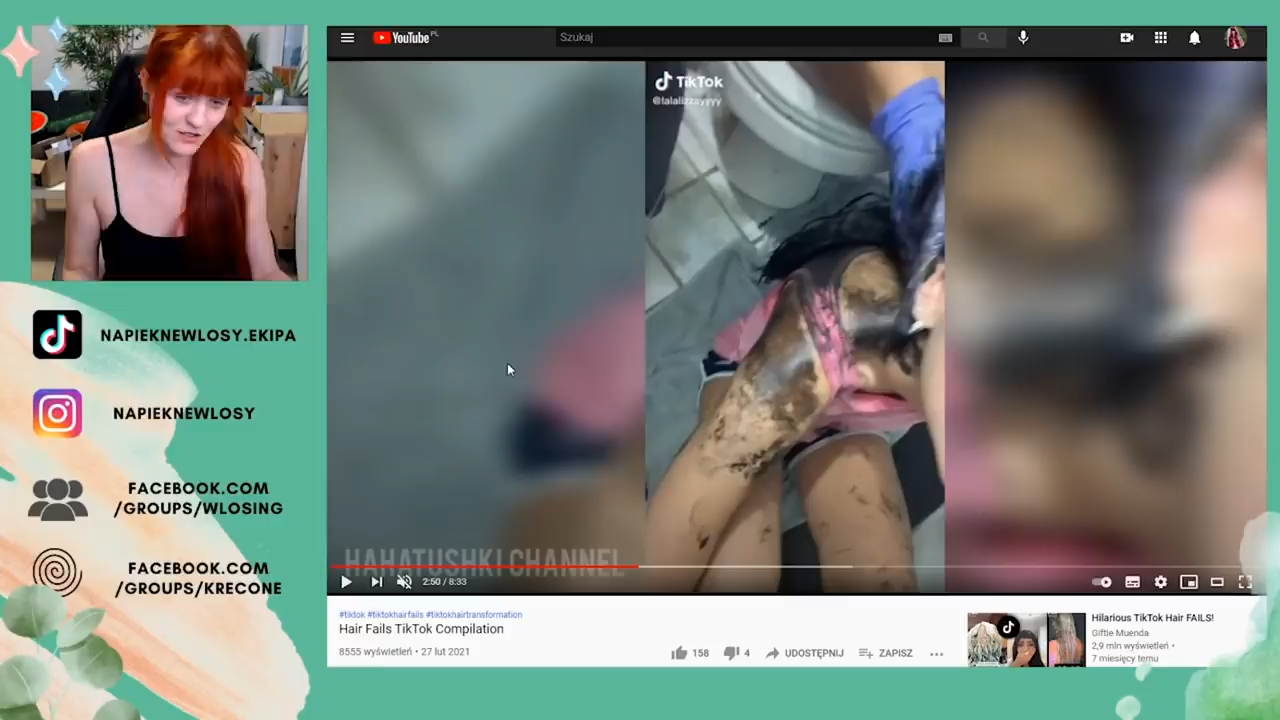 NAPIEKNEWLOSY.EKIPA
NAPIEKNEWLOSY
FACEBOOK.COM
/GROUPS/WLOSING
FACEBOOK.COM
/GROUPS/KRECONE
YouTube PL
Szukaj
TikTok
@lalalizzayyyy
HAHATUSHKI CHANNEL
2:50 / 8:33
#tiktok #tiktokhairfails #tiktokhairtransformation
Hair Fails TikTok Compilation
8555 wyświetleń • 27 lut 2021
158
4
UDOSTĘPNIJ
ZAPISZ
Hilarious TikTok Hair FAILS!
Giftie Muenda
2,9 mln wyświetleń •
7 miesięcy temu